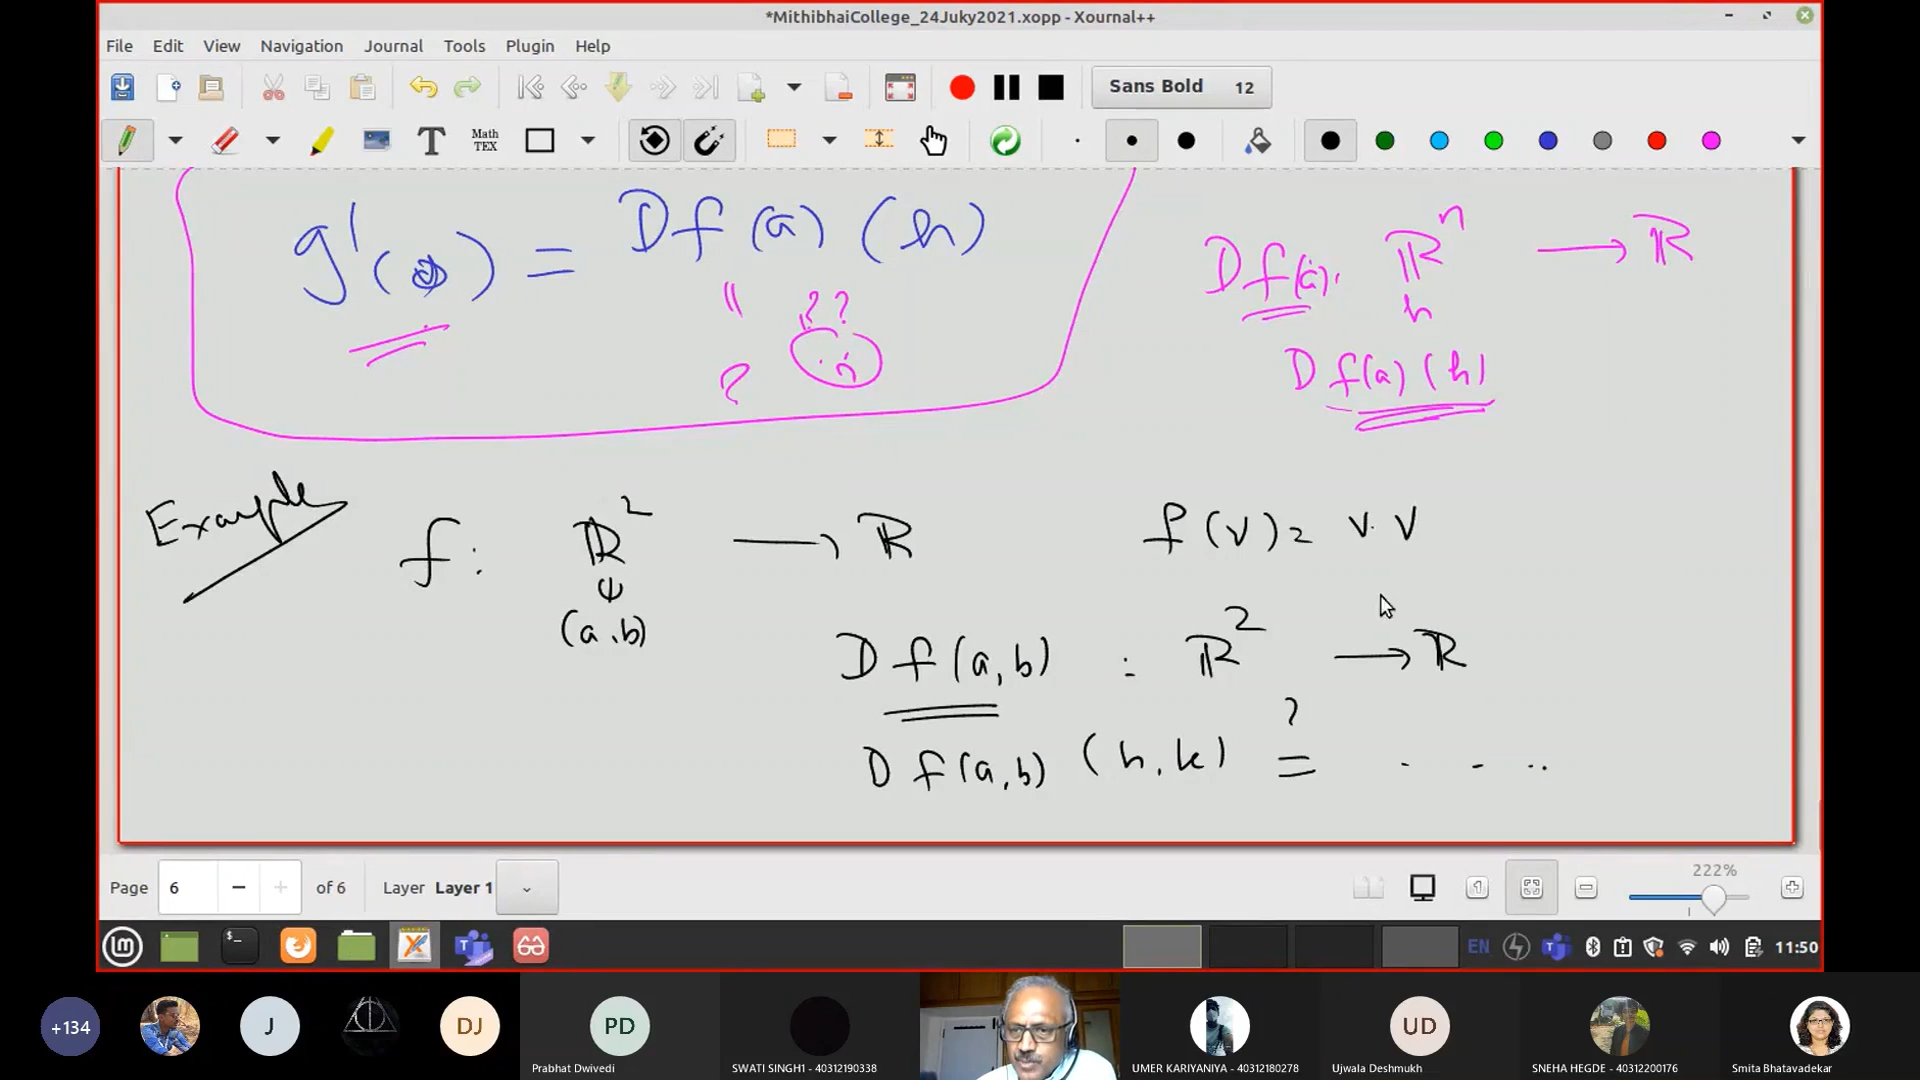 *MithibhaiCollege_24Juky2021.xopp - Xournal++
File Edit View Navigation Journal Tools Plugin Help
Sans Bold 12
T Math TEX
g'(0) = Df(a)(h)
" ??
?
Df(a): ℝⁿ → ℝ
h
Df(a)(h)
Example
f: ℝ² → ℝ f(v) = v.v
ψ
(a,b)
Df(a,b) : ℝ² → ℝ
?
Df(a,b)(h,k) = . . ..
Page 6 of 6 Layer Layer 1
222%
EN 11:50
+134 J DJ PD UD
Prabhat Dwivedi SWATI SINGH1 - 40312190338 UMER KARIYANIYA - 40312180278 Ujwala Deshmukh SNEHA HEGDE - 40312200176 Smita Bhatavadekar